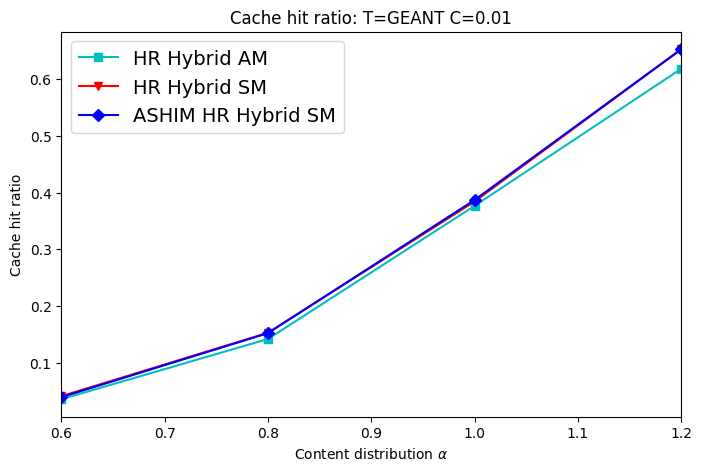 Cache hit ratio: T=GEANT C=0.01
HR Hybrid AM
HR Hybrid SM
ASHIM HR Hybrid SM
Cache hit ratio
0.6
0.5
0.4
0.3
0.2
0.1
0.6 0.7 0.8 0.9 1.0 1.1 1.2
Content distribution α